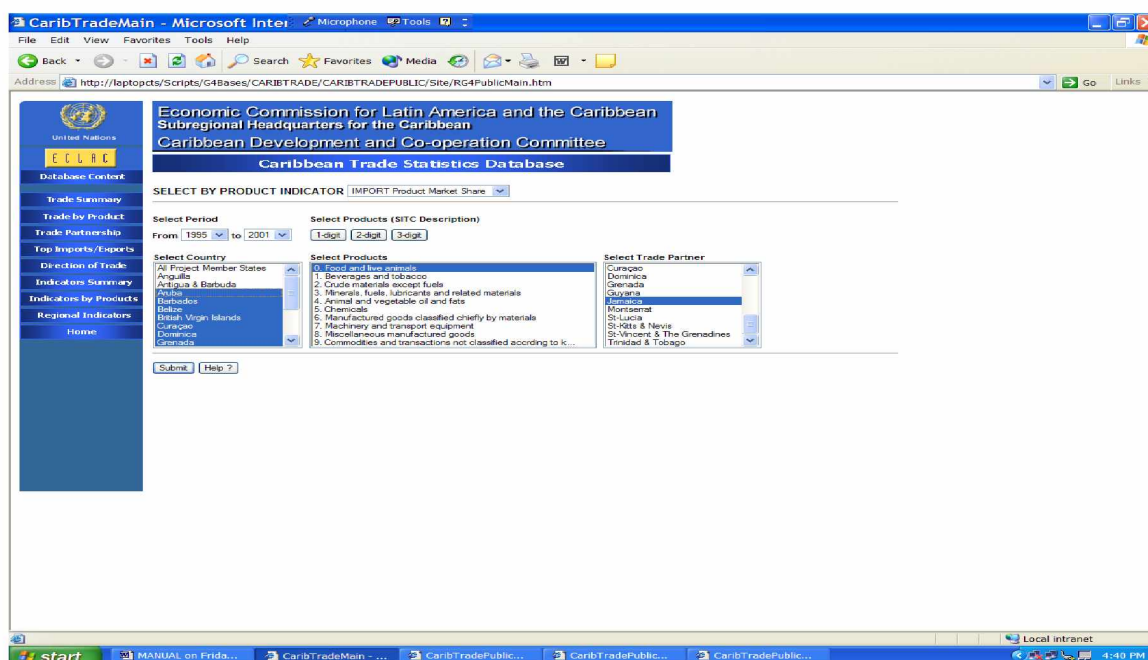 CaribTradeMain - Microsoft Inter Microphone Tools
File Edit View Favorites Tools Help
Back Search Favorites Media
Address http://laptopcts/Scripts/G4Bases/CARIBTRADE/CARIBTRADEPUBLIC/Site/RG4PublicMain.htm Go Links
United Nations
ECLAC
Database Content
Trade Summary
Trade by Product
Trade Partnership
Top Imports/Exports
Direction of Trade
Indicators Summary
Indicators by Products
Regional Indicators
Home
Economic Commission for Latin America and the Caribbean
Subregional Headquarters for the Caribbean
Caribbean Development and Co-operation Committee
Caribbean Trade Statistics Database
SELECT BY PRODUCT INDICATOR IMPORT Product Market Share
Select Period Select Products (SITC Description)
From 1995 to 2001 1-digit 2-digit 3-digit
Select Country
All Project Member States
Anguilla
Antigua & Barbuda
Aruba
Barbados
Belize
British Virgin Islands
Curaçao
Dominica
Grenada
Select Products
0. Food and live animals
1. Beverages and tobacco
2. Crude materials except fuels
3. Minerals, fuels, lubricants and related materials
4. Animal and vegetable oil and fats
5. Chemicals
6. Manufactured goods classified chiefly by materials
7. Machinery and transport equipment
8. Miscellaneous manufactured goods
9. Commodities and transactions not classified according to k...
Select Trade Partner
Curaçao
Dominica
Grenada
Guyana
Jamaica
Montserrat
St-Lucia
St-Kitts & Nevis
St-Vincent & The Grenadines
Trinidad & Tobago
Submit Help ?
Local intranet
start MANUAL on Frida... CaribTradeMain - ... CaribTradePublic... CaribTradePublic... CaribTradePublic... 4:40 PM